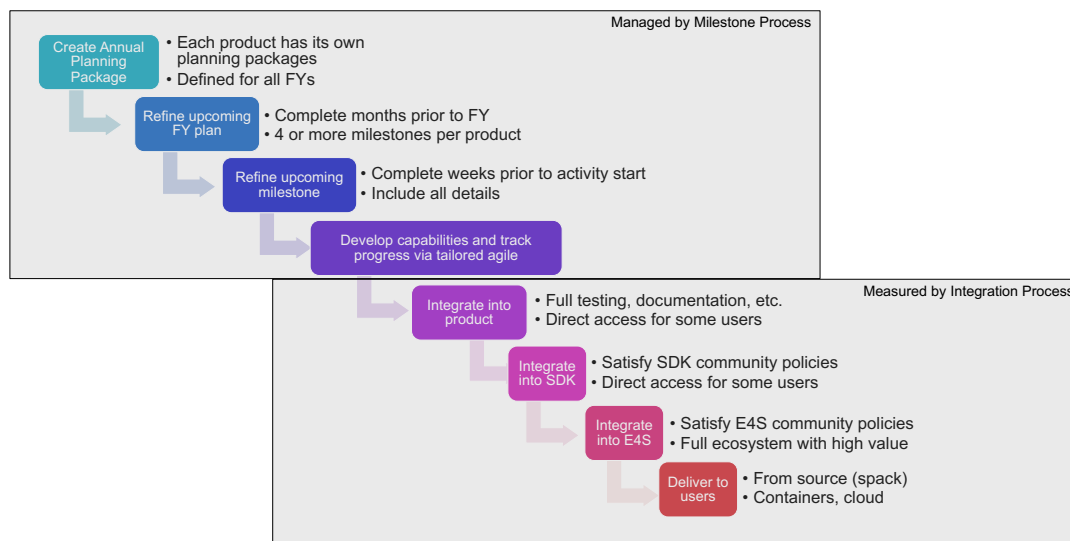 Managed by Milestone Process
Create Annual
Planning
Package
• Each product has its own
planning packages
• Defined for all FYs
Refine upcoming
FY plan
• Complete months prior to FY
• 4 or more milestones per product
Refine upcoming
milestone
• Complete weeks prior to activity start
• Include all details
Develop capabilities and track
progress via tailored agile
Measured by Integration Process
Integrate into
product
• Full testing, documentation, etc.
• Direct access for some users
Integrate
into SDK
• Satisfy SDK community policies
• Direct access for some users
Integrate
into E4S
• Satisfy E4S community policies
• Full ecosystem with high value
Deliver to
users
• From source (spack)
• Containers, cloud